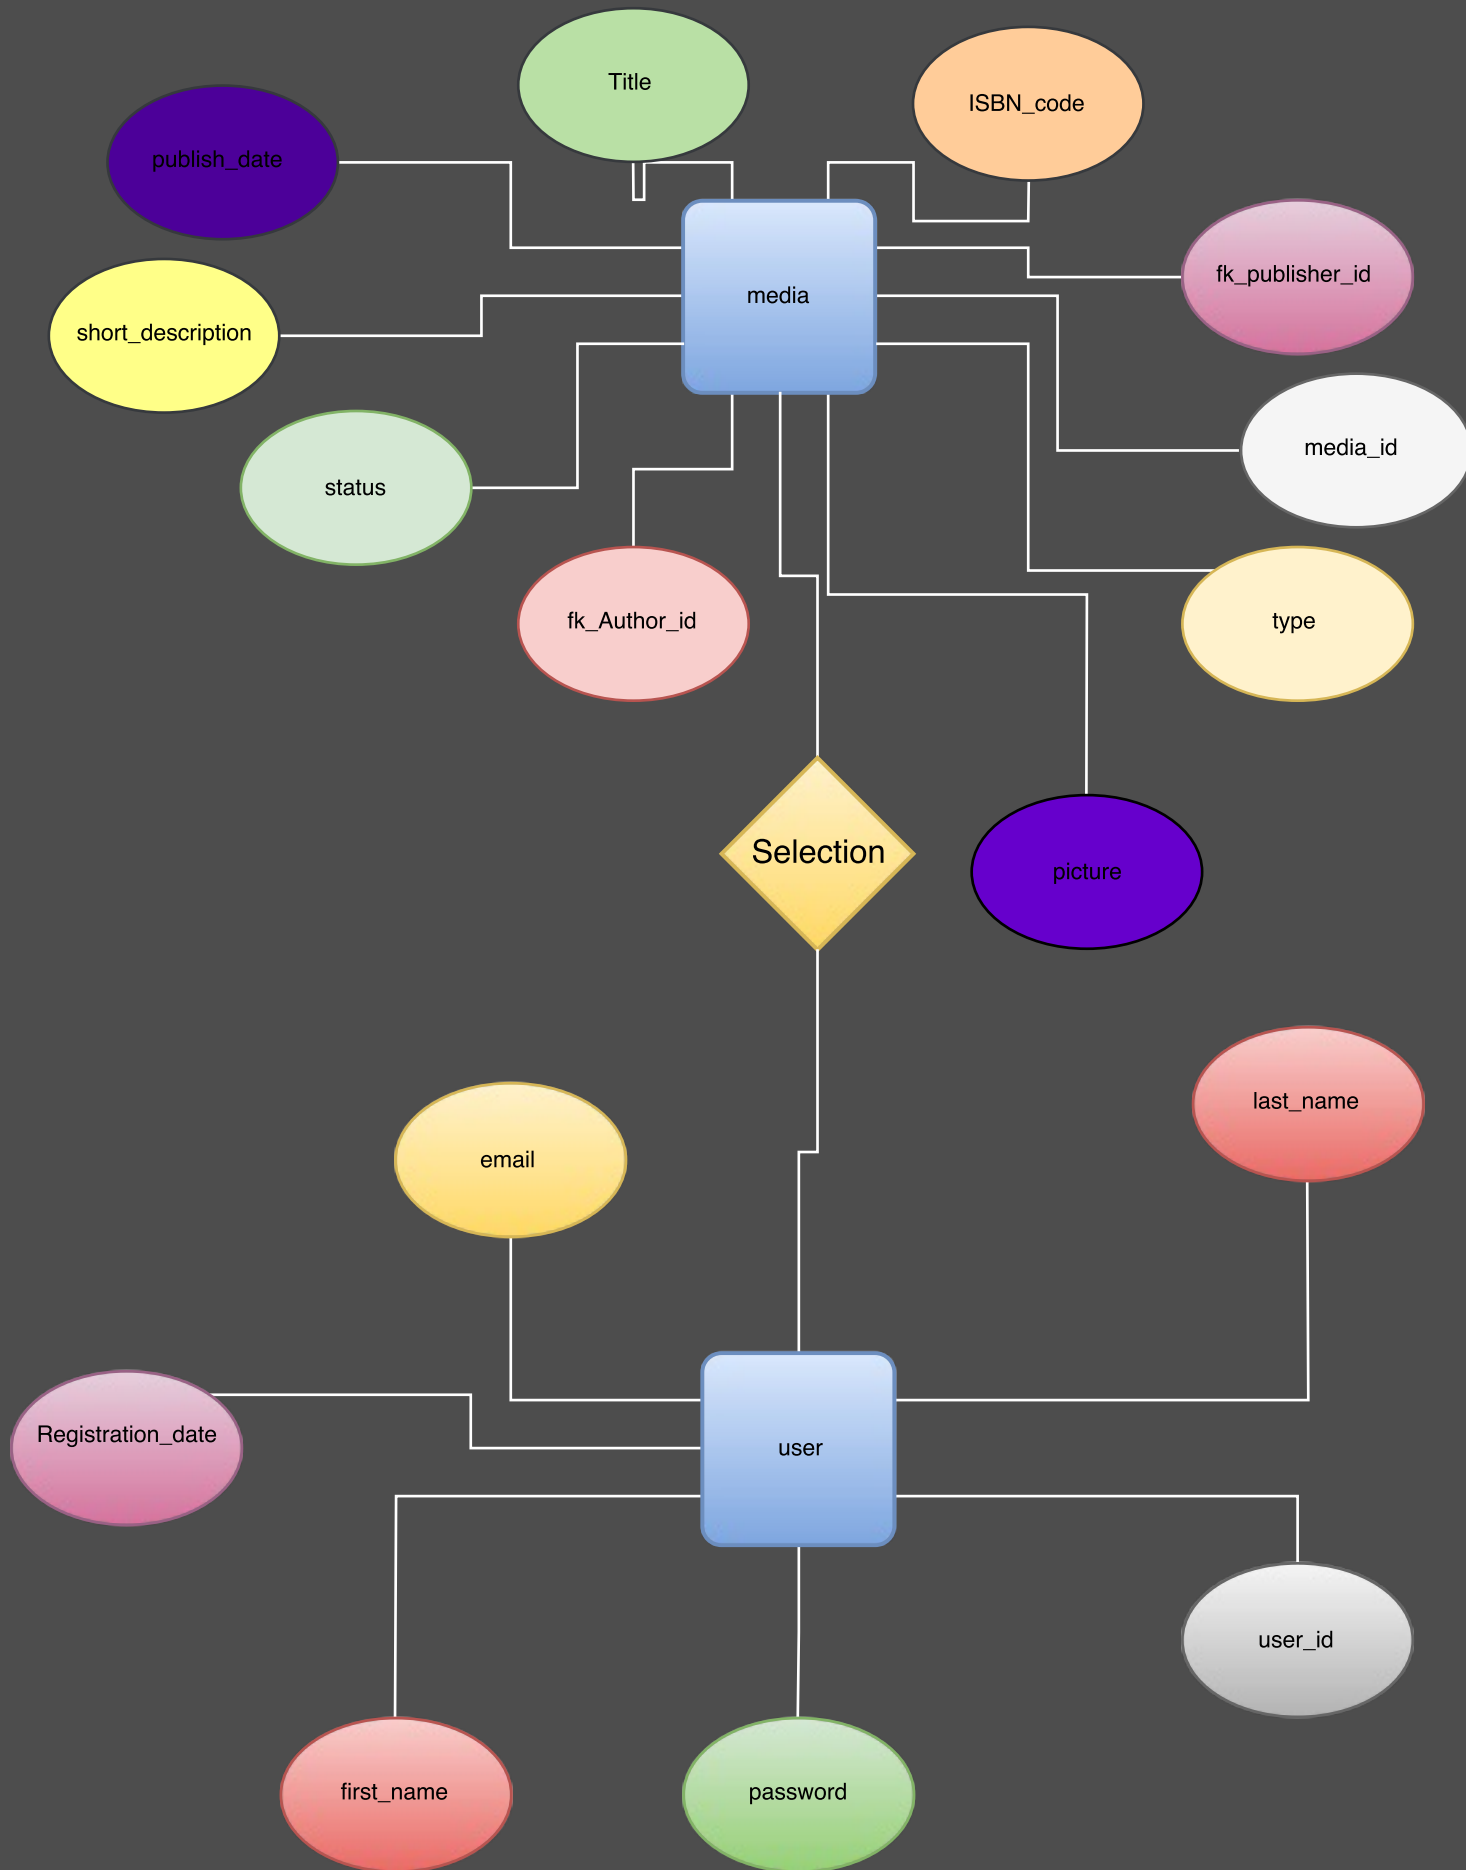 Title
ISBN_code
publish_date
fk_publisher_id
media
short_description
media_id
status
fk_Author_id
type
Selection
picture
last_name
email
Registration_date
user
user_id
first_name
password